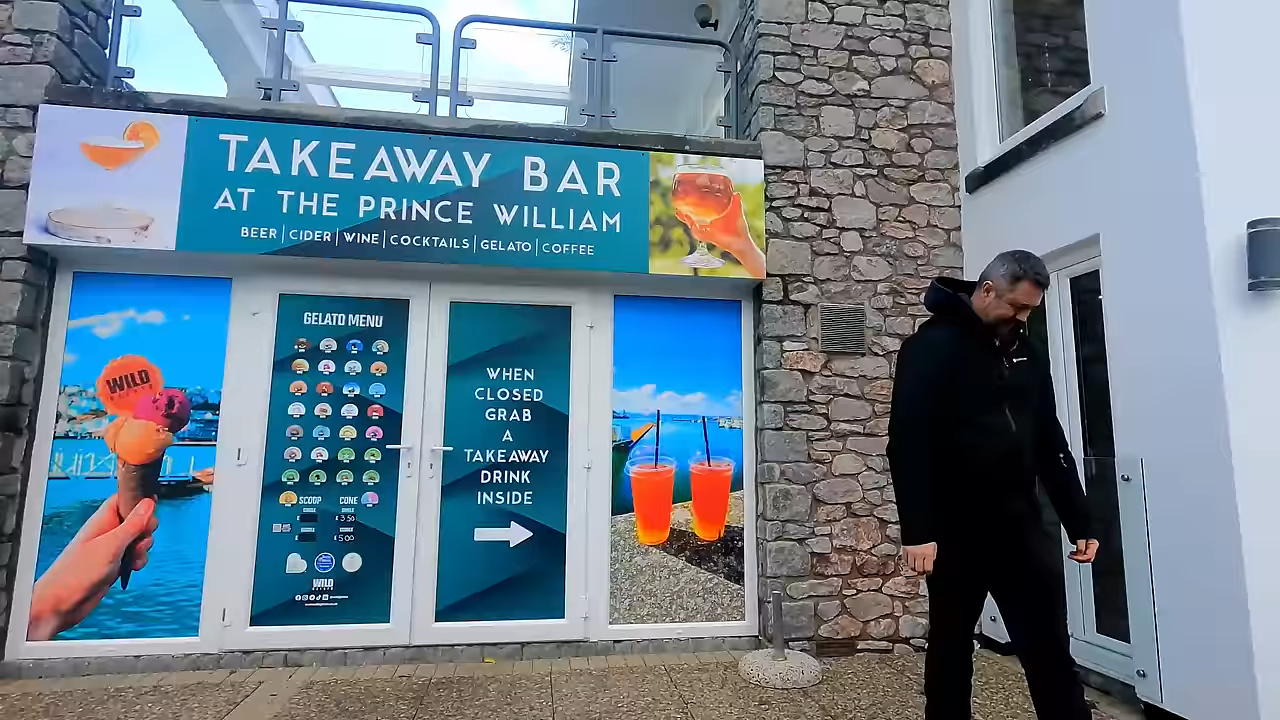 TAKEAWAY BAR
AT THE PRINCE WILLIAM
BEER | CIDER | WINE | COCKTAILS | GELATO | COFFEE
WILD
GELATO MENU
SCOOP CONE
£3.50
£5.00
WILD
WHEN
CLOSED
GRAB
A
TAKEAWAY
DRINK
INSIDE